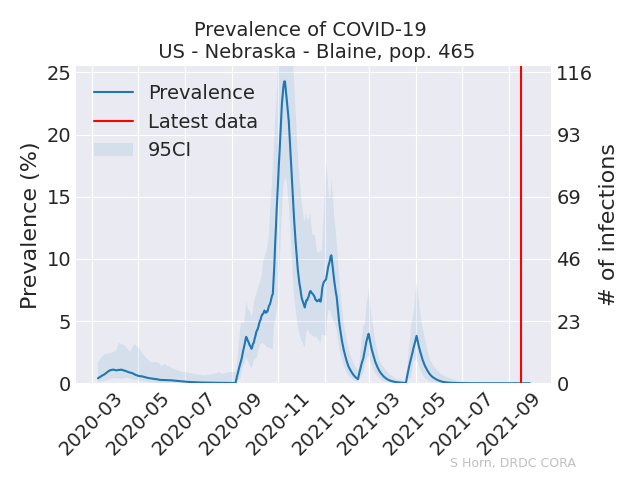 Prevalence of COVID-19
US - Nebraska - Blaine, pop. 465
Prevalence (%)
25
20
15
10
5
0
Prevalence
Latest data
95CI
116
93
69
46
23
0
# of infections
2020-03
2020-05
2020-07
2020-09
2020-11
2021-01
2021-03
2021-05
2021-07
2021-09
S Horn, DRDC CORA